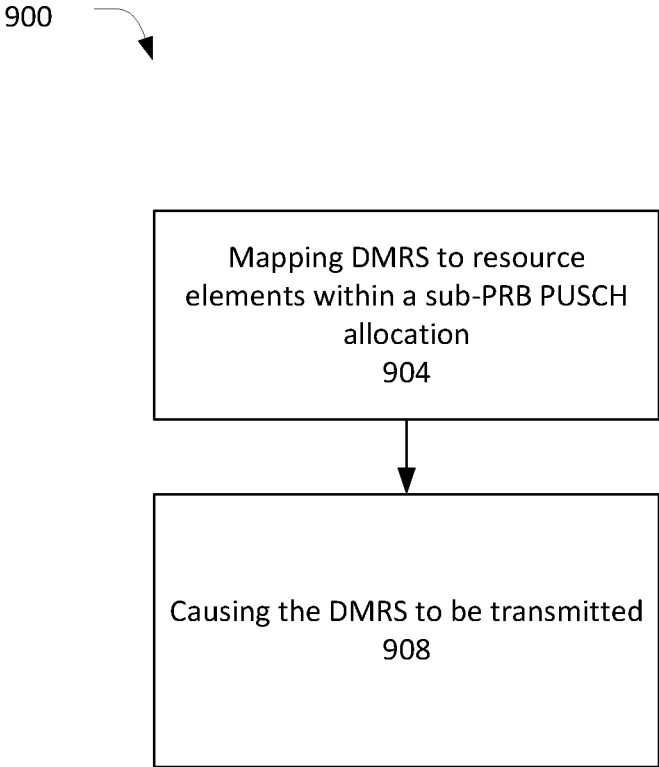 900
Mapping DMRS to resource
elements within a sub-PRB PUSCH
allocation
904
Causing the DMRS to be transmitted
908